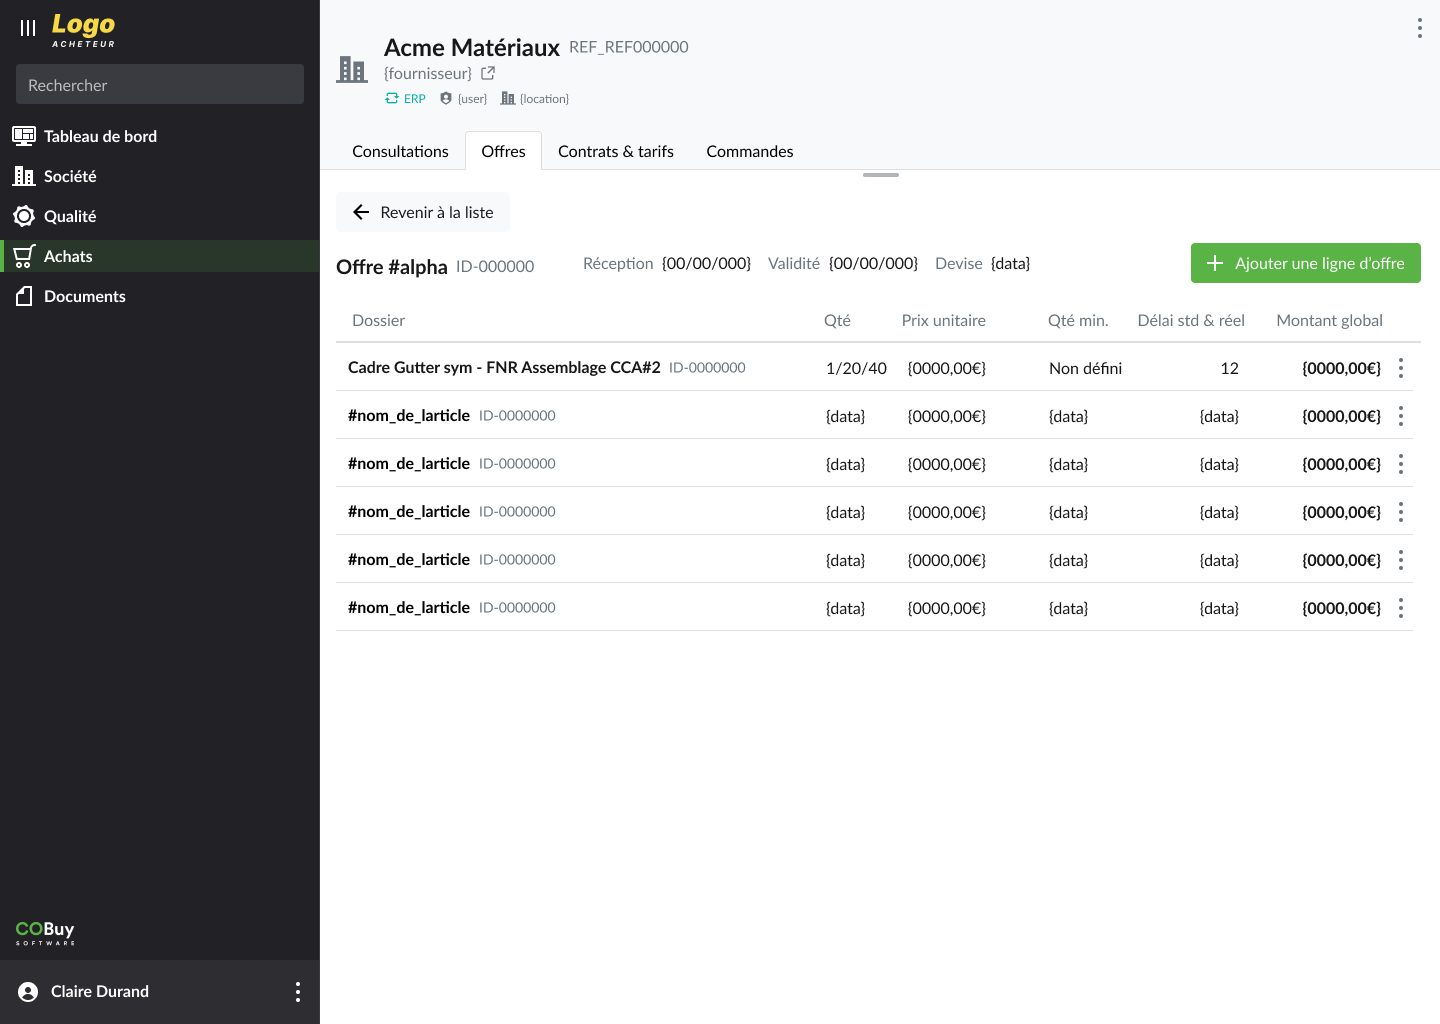 Logo
ACHETEUR
Rechercher
Tableau de bord
Société
Qualité
Achats
Documents
COBuy
SOFTWARE
Claire Durand
Acme Matériaux REF_REF000000
{fournisseur}
ERP {user} {location}
Consultations Offres Contrats & tarifs Commandes
Revenir à la liste
Offre #alpha ID-000000 Réception {00/00/000} Validité {00/00/000} Devise {data} Ajouter une ligne d’offre
Dossier Qté Prix unitaire Qté min. Délai std & réel Montant global
Cadre Gutter sym - FNR Assemblage CCA#2 ID-0000000 1/20/40 {0000,00€} Non défini 12 {0000,00€}
#nom_de_larticle ID-0000000 {data} {0000,00€} {data} {data} {0000,00€}
#nom_de_larticle ID-0000000 {data} {0000,00€} {data} {data} {0000,00€}
#nom_de_larticle ID-0000000 {data} {0000,00€} {data} {data} {0000,00€}
#nom_de_larticle ID-0000000 {data} {0000,00€} {data} {data} {0000,00€}
#nom_de_larticle ID-0000000 {data} {0000,00€} {data} {data} {0000,00€}